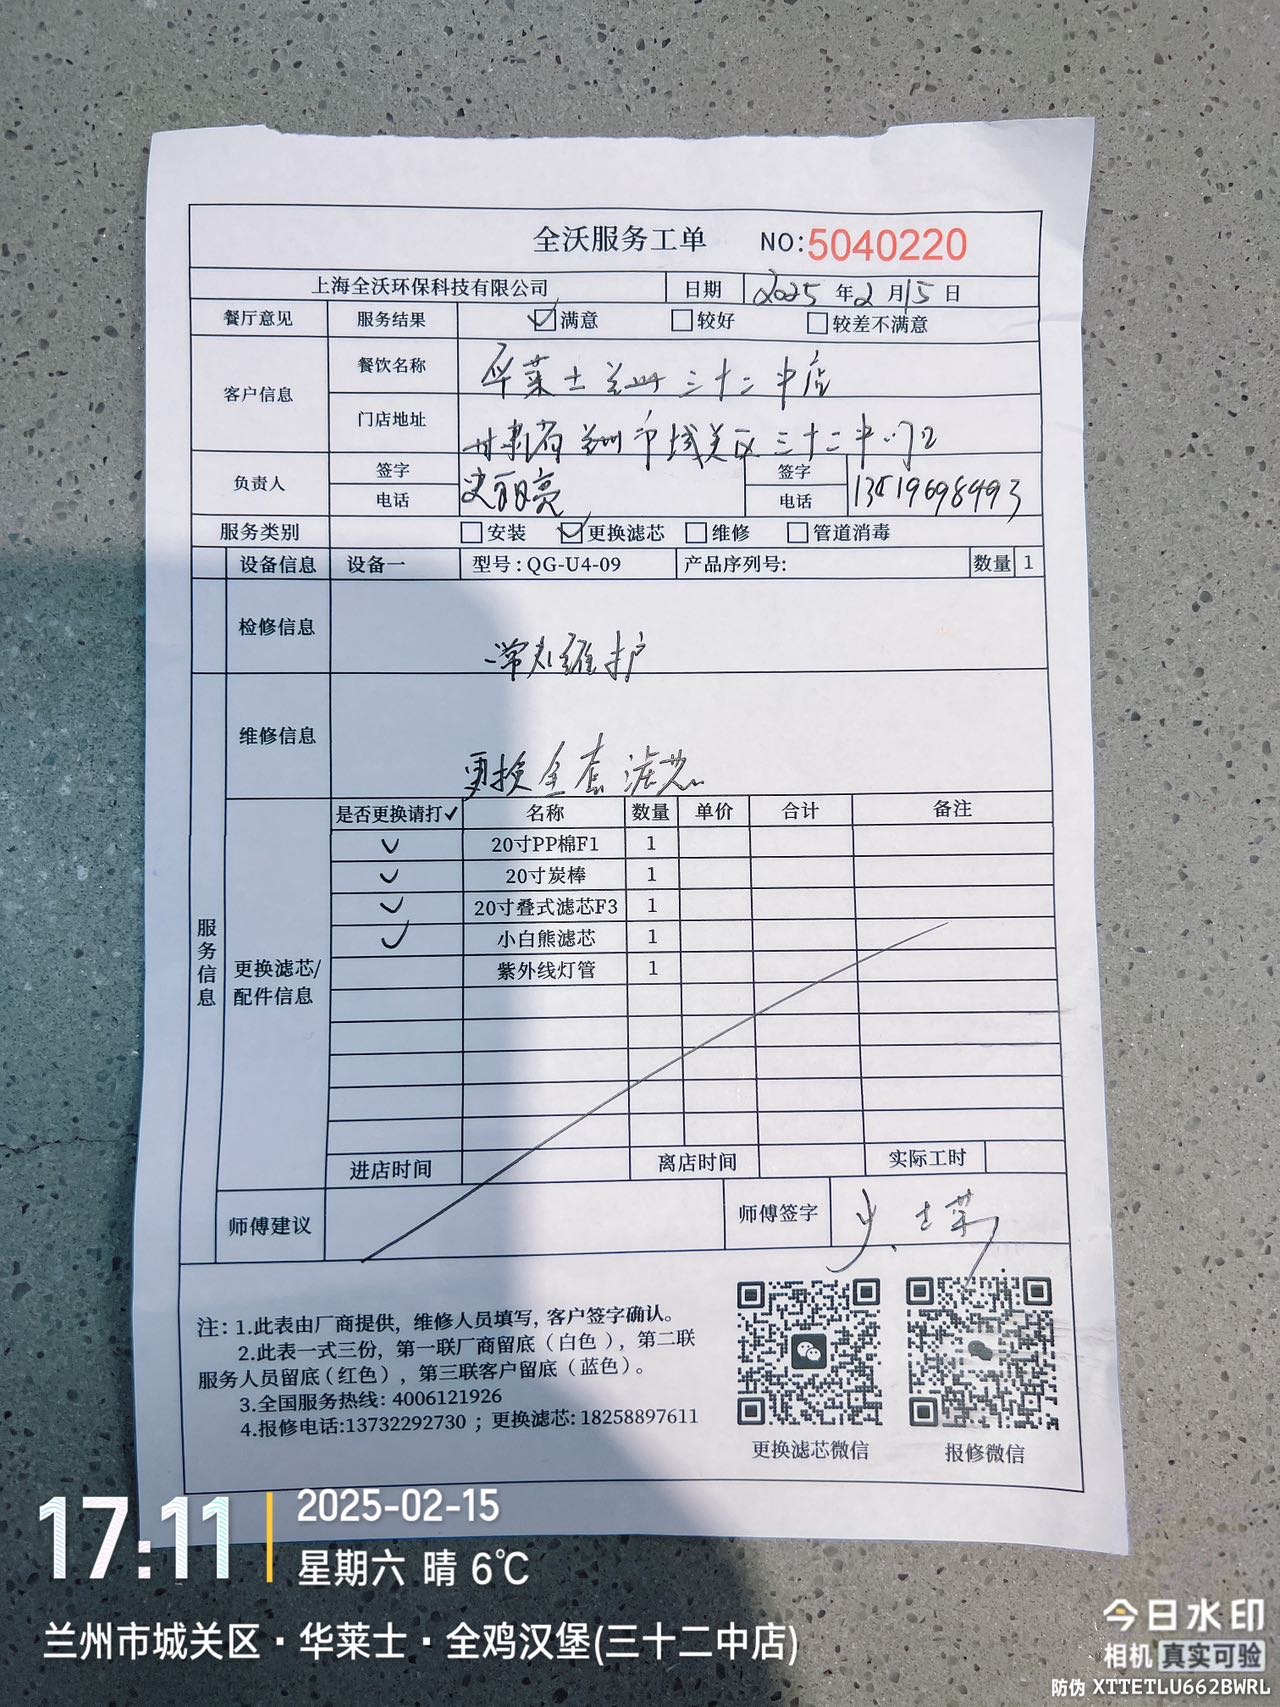 全沃服务工单 NO:5040220
上海全沃环保科技有限公司 日期 2025 年 2 月 15 日
餐厅意见 服务结果 ☑满意 □较好 □较差不满意
客户信息 餐饮名称 华莱士兰州三十二中店
门店地址 甘肃省兰州市城关区三十二中门口
负责人 签字 签字
电话 电话
服务类别 □安装 ☑更换滤芯 □维修 □管道消毒
设备信息 设备一 型号:QG-U4-09 产品序列号: 数量 1
检修信息 常规维护
维修信息 更换全套滤芯
服务信息
更换滤芯/配件信息
是否更换请打✓ 名称 数量 单价 合计 备注
✓ 20寸PP棉F1 1
✓ 20寸炭棒 1
✓ 20寸叠式滤芯F3 1
✓ 小白熊滤芯 1
紫外线灯管 1
进店时间 离店时间 实际工时
师傅建议 师傅签字
注: 1.此表由厂商提供, 维修人员填写, 客户签字确认。
2.此表一式三份, 第一联厂商留底(白色), 第二联
服务人员留底(红色), 第三联客户留底(蓝色)。
3.全国服务热线: 4006121926
4.报修电话:13732292730 ; 更换滤芯: 18258897611
更换滤芯微信 报修微信
17:11 2025-02-15
星期六 晴 6℃
兰州市城关区·华莱士·全鸡汉堡(三十二中店)
今日水印
相机 真实可验
防伪 XTTETLU662BWRL